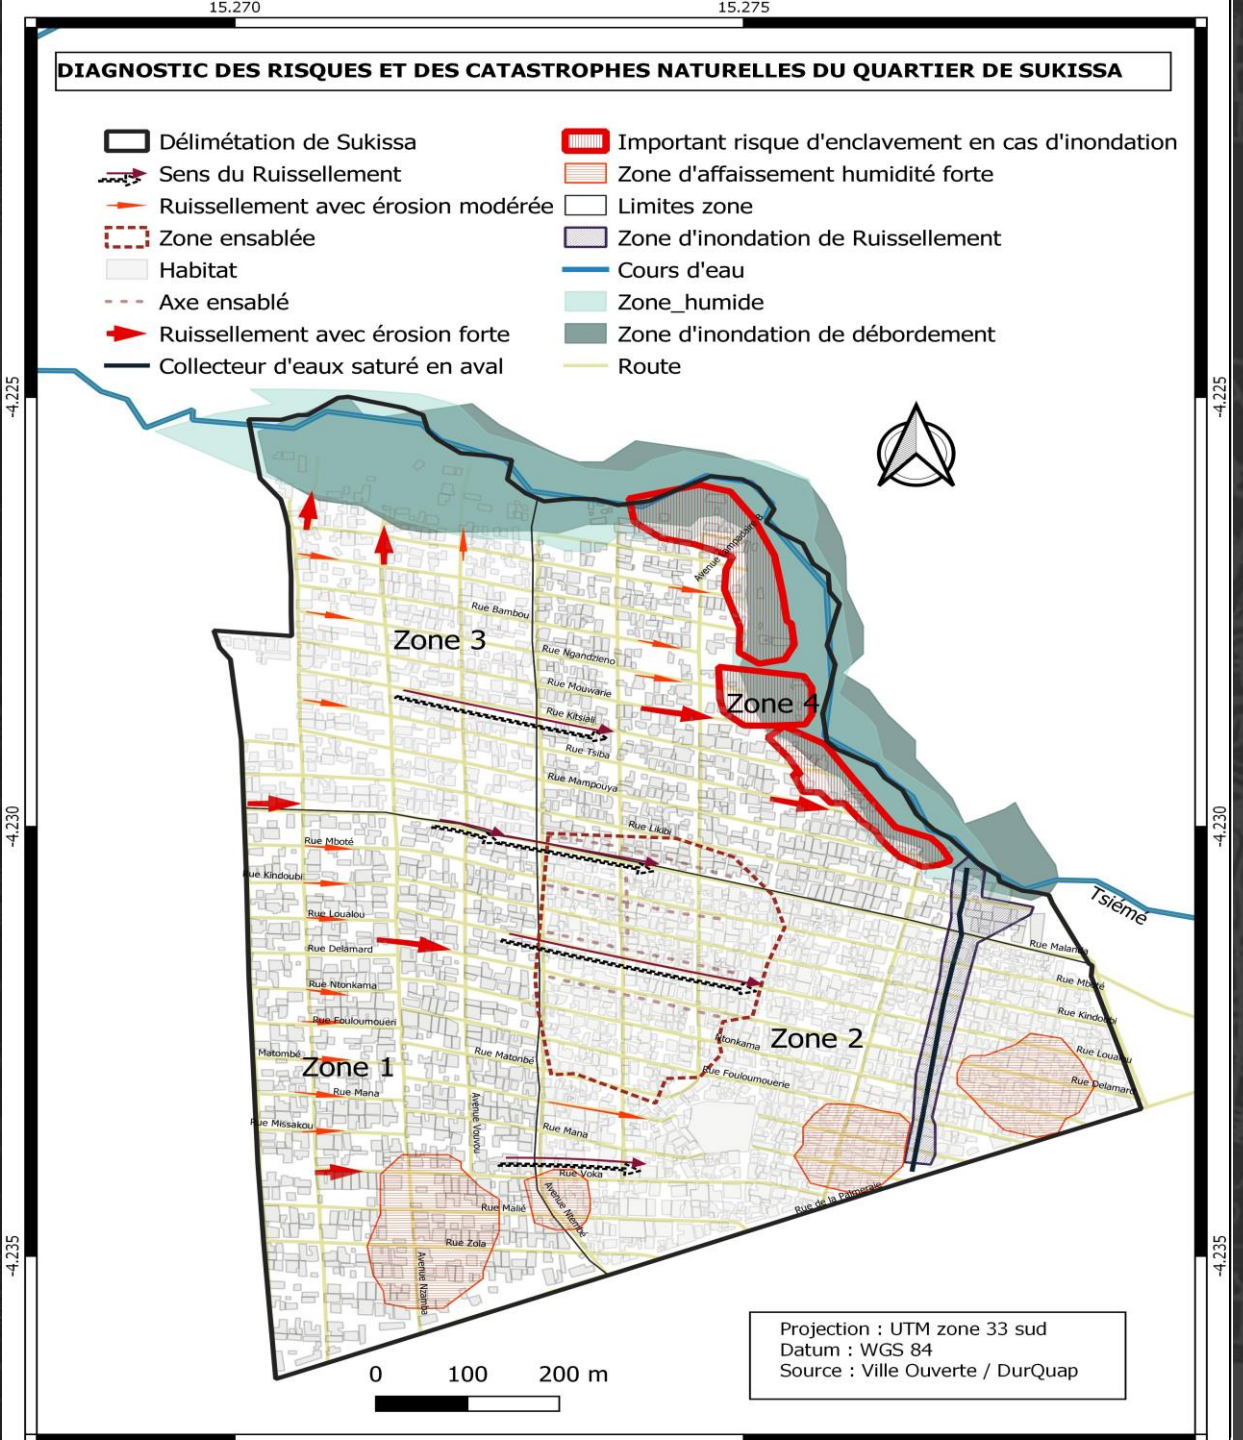 15.270 15.275
DIAGNOSTIC DES RISQUES ET DES CATASTROPHES NATURELLES DU QUARTIER DE SUKISSA
Délimétation de Sukissa
Sens du Ruissellement
Ruissellement avec érosion modérée
Zone ensablée
Habitat
Axe ensablé
Ruissellement avec érosion forte
Collecteur d'eaux saturé en aval
Important risque d'enclavement en cas d'inondation
Zone d'affaissement humidité forte
Limites zone
Zone d'inondation de Ruissellement
Cours d'eau
Zone_humide
Zone d'inondation de débordement
Route
-4.225 -4.225
Avenue
Rue Bambou
Zone 3
Rue Ngandzieno
Rue Mouwarie
Zone 4
Rue Kitsiali
Rue Tsiba
Rue Mampouya
-4.230 -4.230
Rue Likibi
Rue Mboté
Rue Kindoubi
Tsiémé
Rue Loualou
Rue Delamard
Rue Malanda
Rue Ntonkama
Rue Mboté
Rue Fouloumoueri
Rue Kindoubi
Zone 2
Ntonkama
Matombé
Rue Matonbé
Rue Loualou
Zone 1
Rue Fouloumouerie
Rue Delamard
Rue Mana
Avenue Vouvou
Rue Missakou
Rue Mana
Rue Voka
Rue Malié
Avenue Ntembé
Rue de la Palmeraie
Rue Zola
Avenue Nzamba
-4.235 -4.235
Projection : UTM zone 33 sud
Datum : WGS 84
Source : Ville Ouverte / DurQuap
0 100 200 m